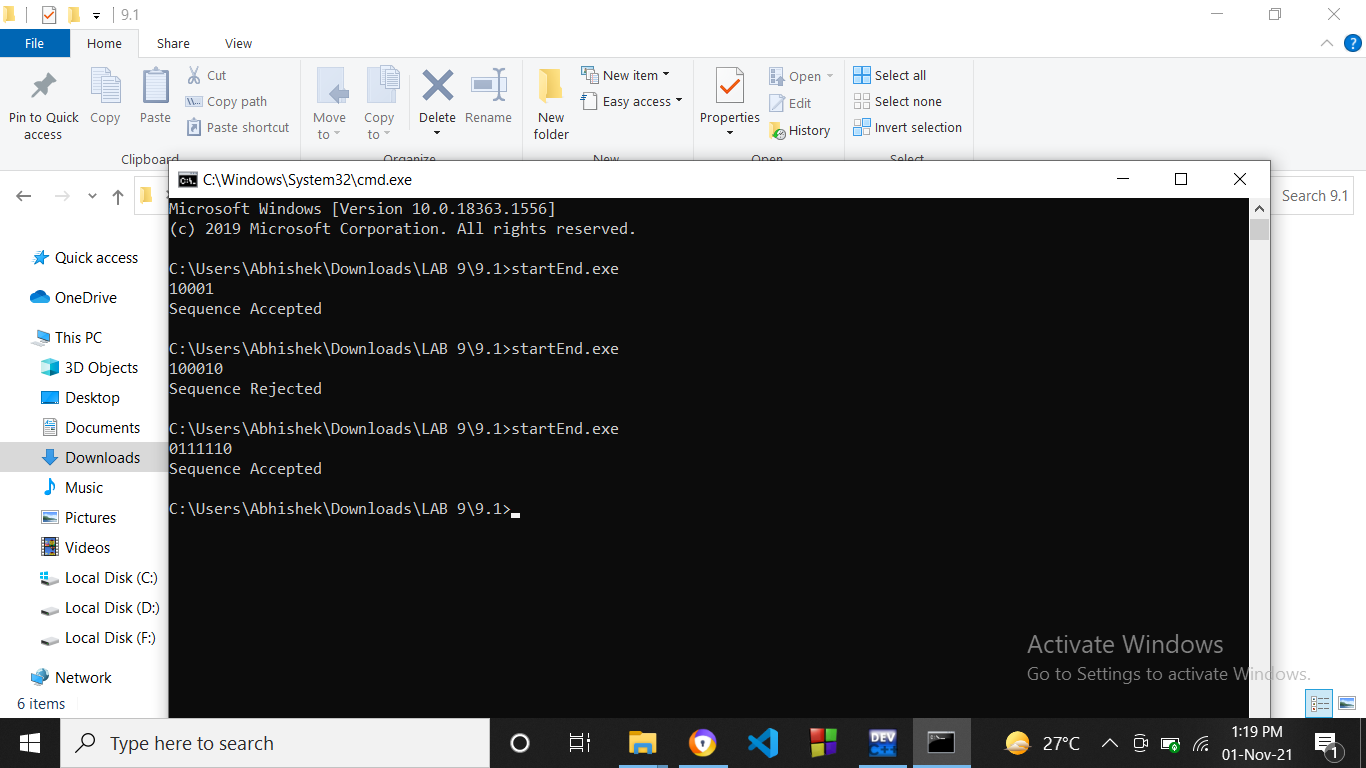 9.1
File Home Share View
Pin to Quick access
Copy
Paste
Cut
Copy path
Paste shortcut
Clipboard
Move to
Copy to
Delete
Rename
Organize
New folder
New item
Easy access
New
Properties
Open
Edit
History
Open
Select all
Select none
Invert selection
Select
Search 9.1
Quick access
OneDrive
This PC
3D Objects
Desktop
Documents
Downloads
Music
Pictures
Videos
Local Disk (C:)
Local Disk (D:)
Local Disk (F:)
Network
6 items
C:\Windows\System32\cmd.exe
Microsoft Windows [Version 10.0.18363.1556]
(c) 2019 Microsoft Corporation. All rights reserved.
C:\Users\Abhishek\Downloads\LAB 9\9.1>startEnd.exe
10001
Sequence Accepted
C:\Users\Abhishek\Downloads\LAB 9\9.1>startEnd.exe
100010
Sequence Rejected
C:\Users\Abhishek\Downloads\LAB 9\9.1>startEnd.exe
0111110
Sequence Accepted
C:\Users\Abhishek\Downloads\LAB 9\9.1>
Activate Windows
Go to Settings to activate Windows.
Type here to search
DEV C++
27°C
1:19 PM
01-Nov-21
1